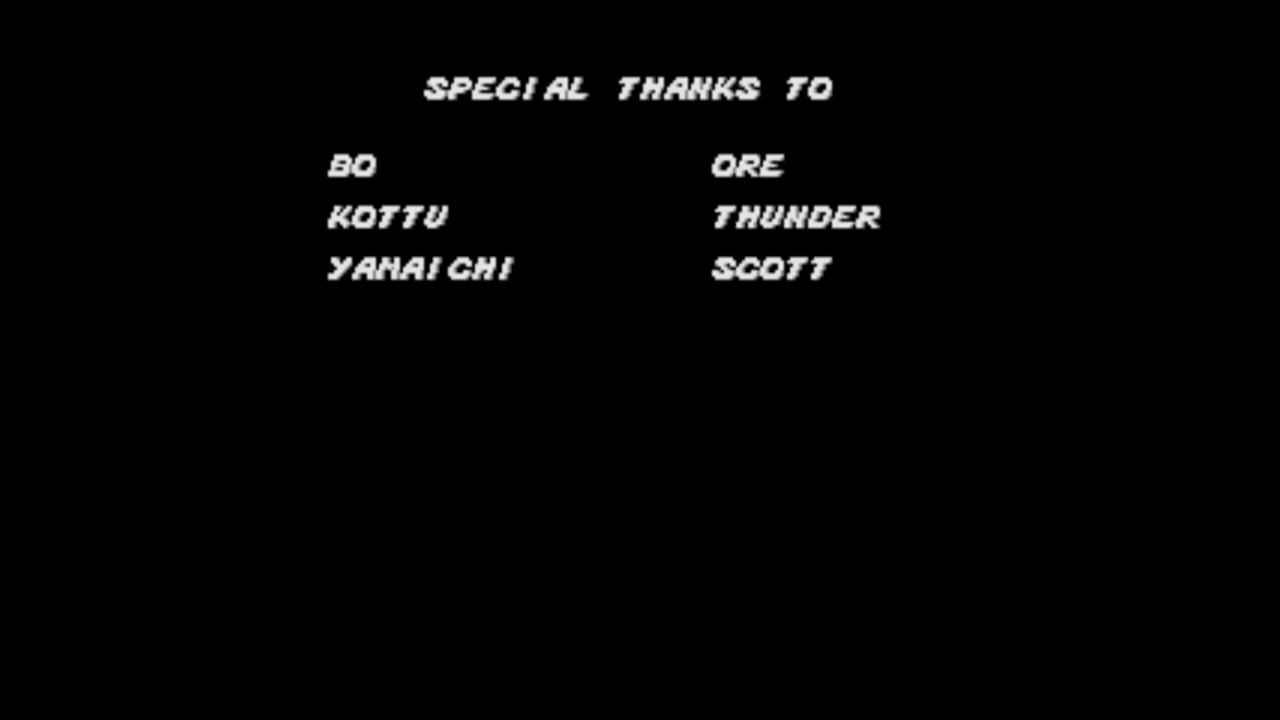 SPECIAL THANKS TO
BO ORE
KOTTU THUNDER
YAMAICHI SCOTT